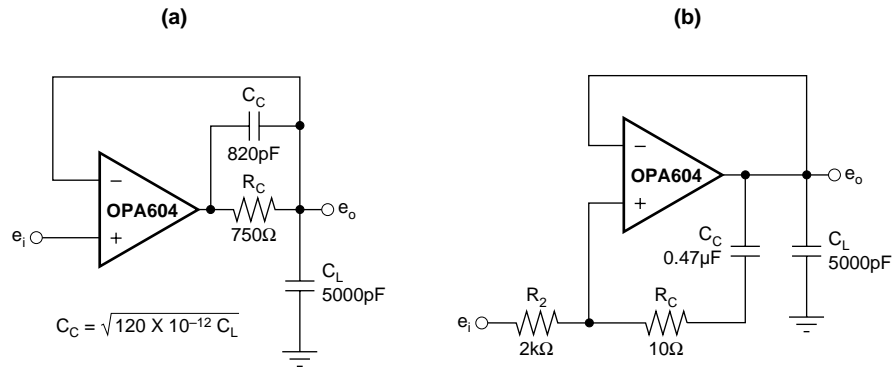 (a)
C_C
820pF
−
OPA604
+
R_C
750Ω
e_i
e_o
C_L
5000pF
C_C = √120 X 10⁻¹² C_L
(b)
−
OPA604
+
e_o
C_C
0.47µF
C_L
5000pF
R_2
2kΩ
R_C
10Ω
e_i